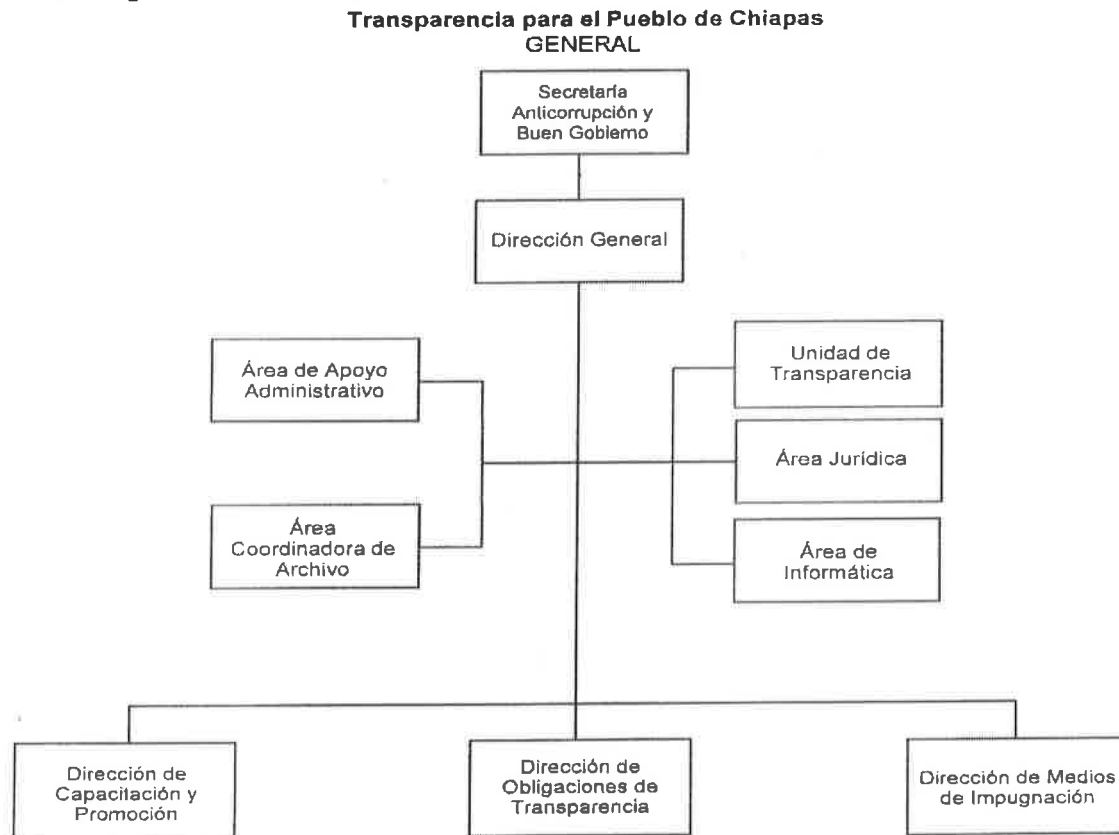 Transparencia para el Pueblo de Chiapas
GENERAL
Secretaría
Anticorrupción y
Buen Gobierno
Dirección General
Área de Apoyo
Administrativo
Unidad de
Transparencia
Área Jurídica
Área
Coordinadora de
Archivo
Área de
Informática
Dirección de
Capacitación y
Promoción
Dirección de
Obligaciones de
Transparencia
Dirección de Medios
de Impugnación